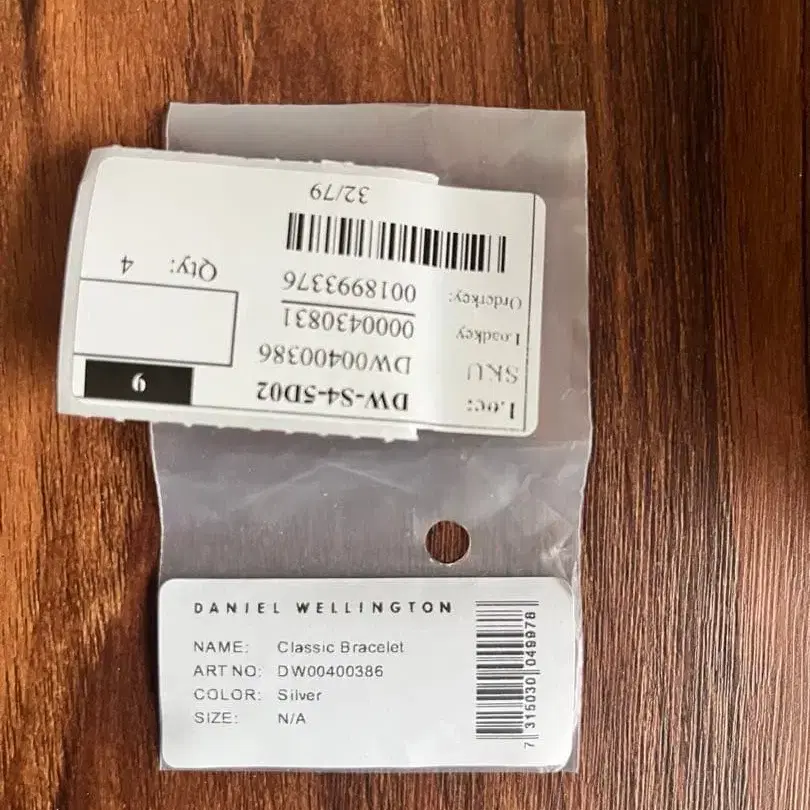 Loc: DW-S4-5D02
9
SKU DW00400386
Loadkey 0000430831
Orderkey: 0018993376
Qty: 4
32/79
DANIEL WELLINGTON
NAME: Classic Bracelet
ART NO: DW00400386
COLOR: Silver
SIZE: N/A
7 315030 049978